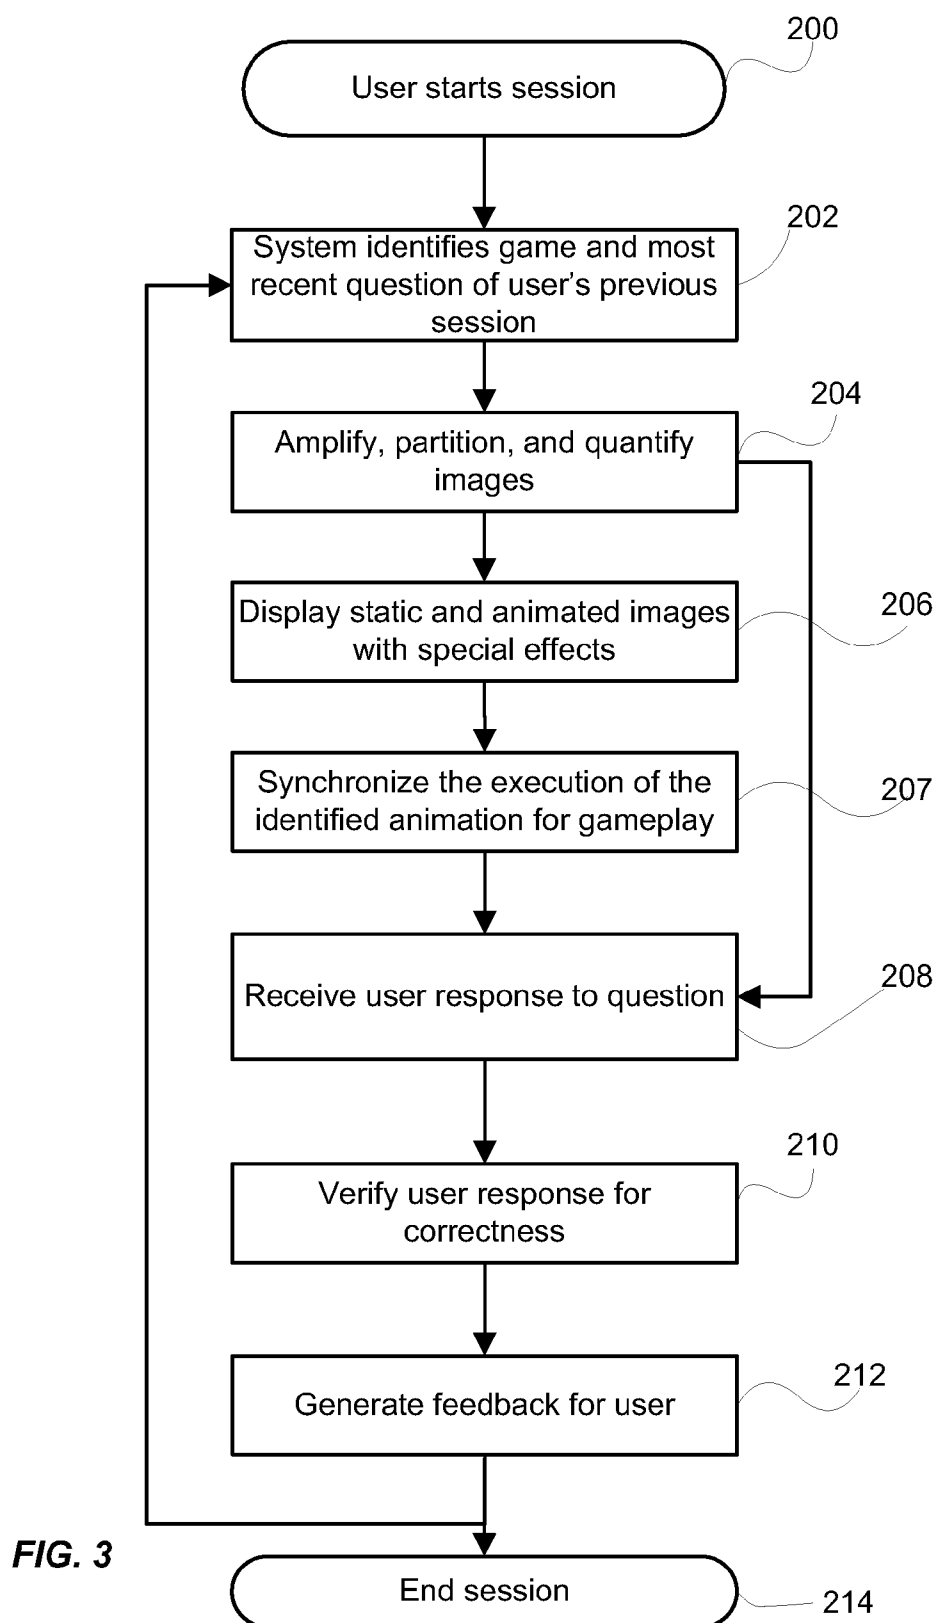 200
User starts session
202
System identifies game and most
recent question of user's previous
session
204
Amplify, partition, and quantify
images
206
Display static and animated images
with special effects
207
Synchronize the execution of the
identified animation for gameplay
208
Receive user response to question
210
Verify user response for
correctness
212
Generate feedback for user
FIG. 3
End session
214